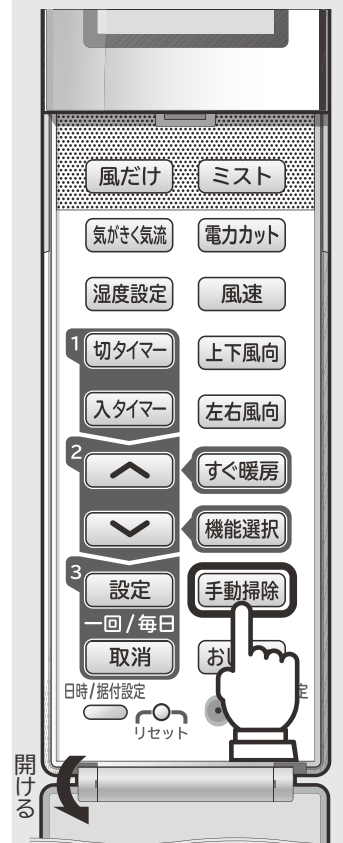 風だけ
ミスト
気がきく気流
電力カット
湿度設定
風速
1
切タイマー
上下風向
入タイマー
左右風向
2
すぐ暖房
機能選択
3
設定
手動掃除
一回/毎日
取消
お
日時/据付設定
定
リセット
開ける